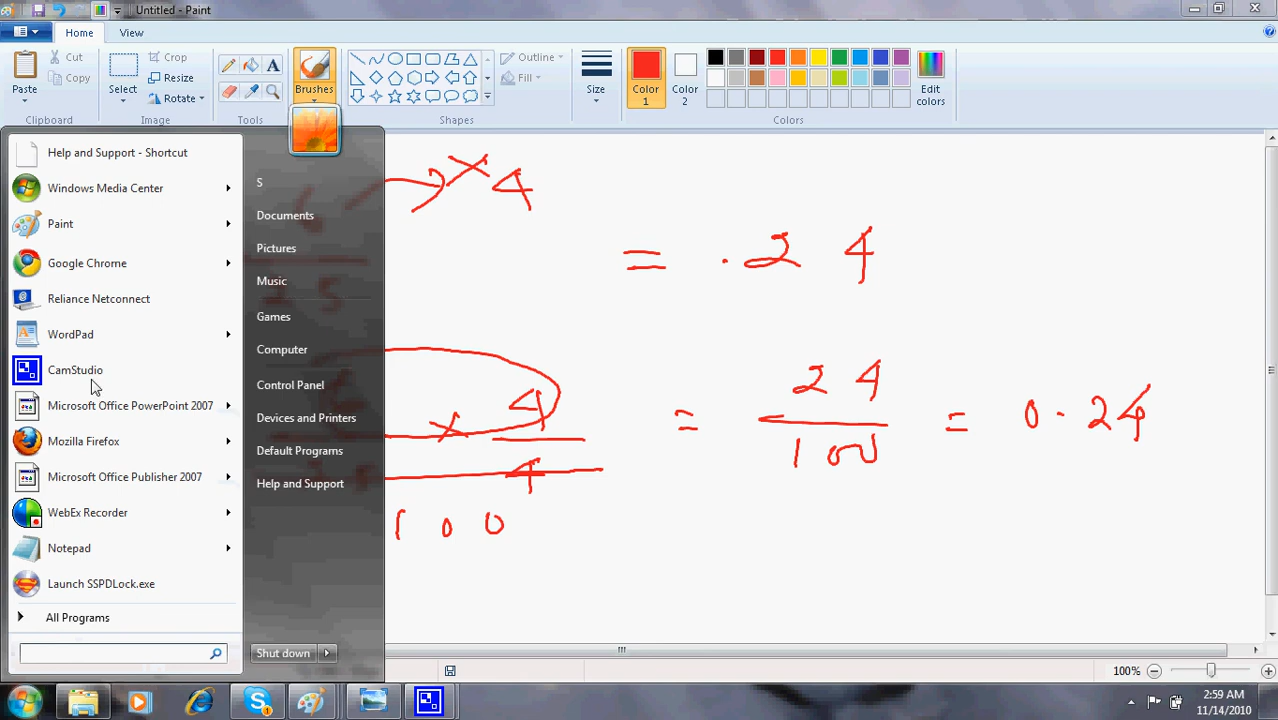 Untitled - Paint
Home View
Paste
Cut
Copy
Clipboard
Select
Crop
Resize
Rotate
Image
A
Tools
Brushes
Outline
Fill
Shapes
Size
Color 1
Color 2
Edit colors
Colors
Help and Support - Shortcut
Windows Media Center
Paint
Google Chrome
Reliance Netconnect
WordPad
CamStudio
Microsoft Office PowerPoint 2007
Mozilla Firefox
Microsoft Office Publisher 2007
WebEx Recorder
Notepad
Launch SSPDLock.exe
All Programs
S
Documents
Pictures
Music
Games
Computer
Control Panel
Devices and Printers
Default Programs
Help and Support
Shut down
× 4
= .24
× 4
4
= 24
100
= 0.24
100
100%
2:59 AM
11/14/2010